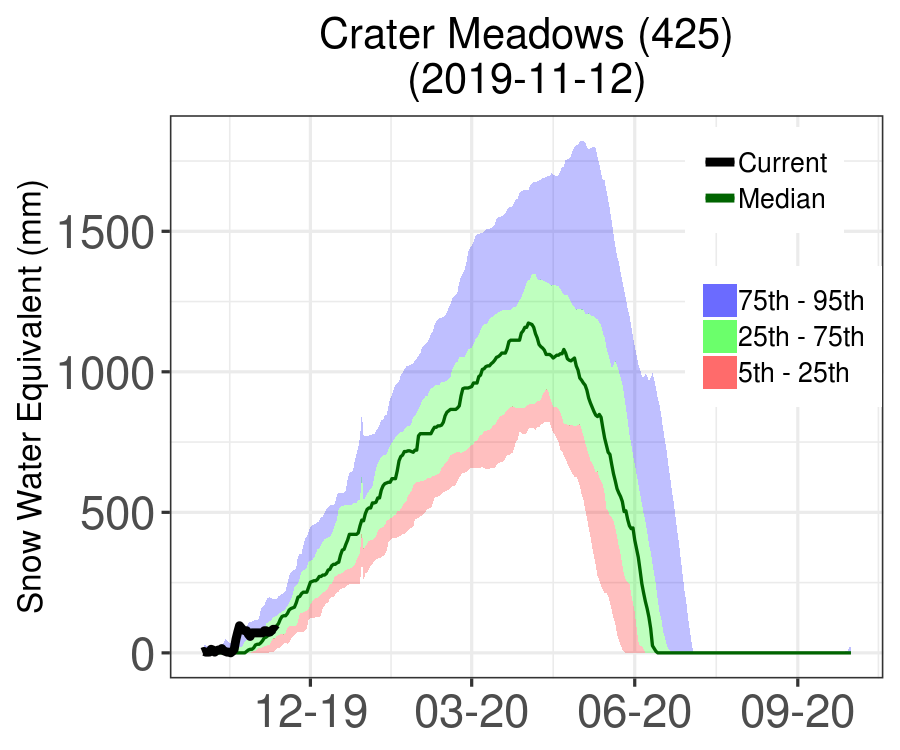 Crater Meadows (425)
(2019-11-12)
Snow Water Equivalent (mm)
1500
1000
500
0
12-19
03-20
06-20
09-20
Current
Median
75th - 95th
25th - 75th
5th - 25th